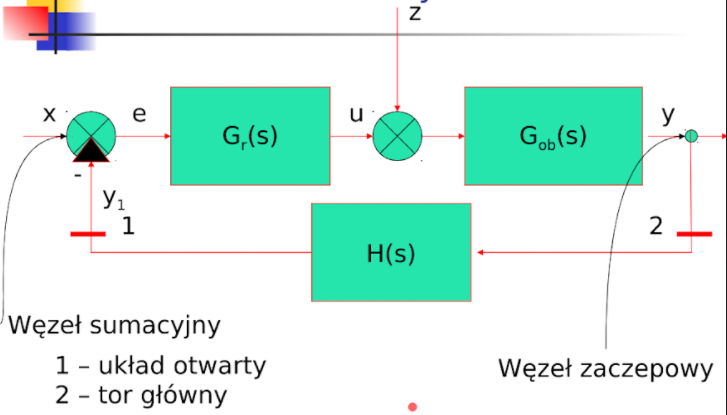 z
x
e
Gr(s)
u
Gob(s)
y
-
y1
1
H(s)
2
Węzeł sumacyjny
1 – układ otwarty
2 – tor główny
Węzeł zaczepowy